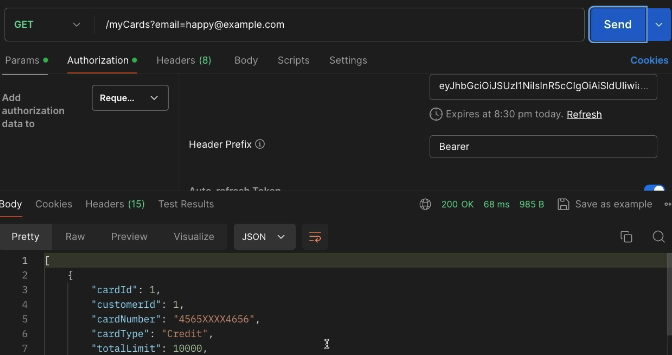 GET /myCards?email=happy@example.com Send
Params Authorization Headers (8) Body Scripts Settings Cookies
Add authorization data to
Reque...
eyJhbGciOiJSUzI1NiIsInR5cCIgOiAiSldUIiwia...
Expires at 8:30 pm today. Refresh
Header Prefix
Bearer
Auto-refresh Token
Body Cookies Headers (15) Test Results 200 OK 68 ms 985 B Save as example
Pretty Raw Preview Visualize JSON
1 [
2 {
3 "cardId": 1,
4 "customerId": 1,
5 "cardNumber": "4565XXXX4656",
6 "cardType": "Credit",
7 "totalLimit": 10000,